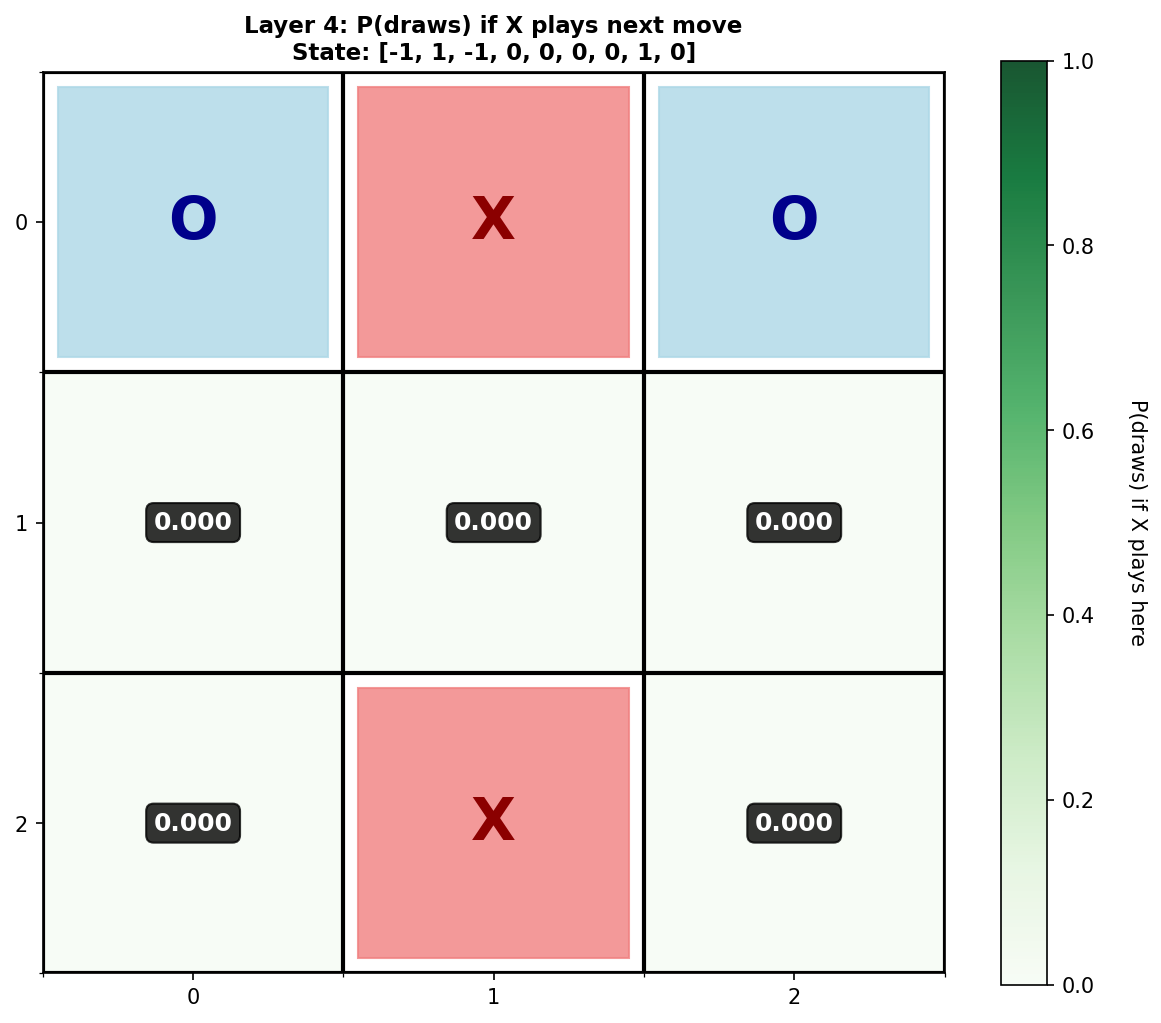 Layer 4: P(draws) if X plays next move
State: [-1, 1, -1, 0, 0, 0, 0, 1, 0]
0
O
X
O
1
0.000
0.000
0.000
2
0.000
X
0.000
0
1
2
1.0
0.8
0.6
0.4
0.2
0.0
P(draws) if X plays here